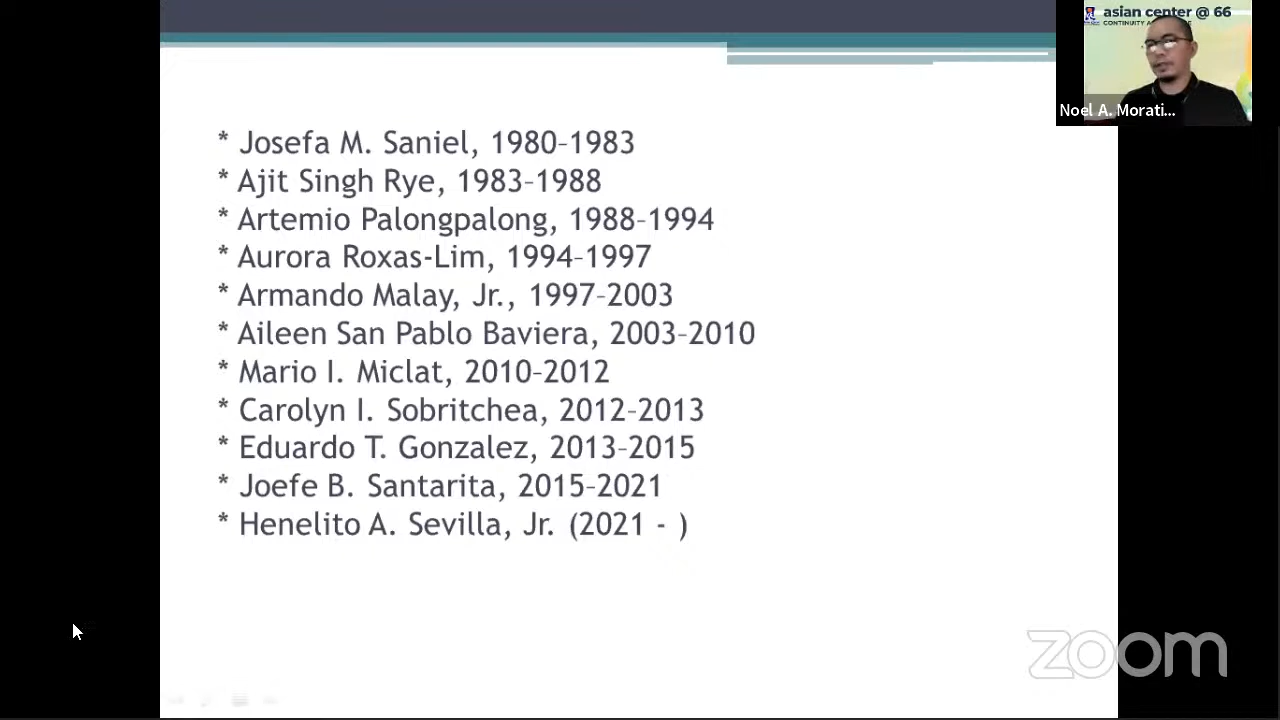 asian center @ 66
Noel A. Morati...
* Josefa M. Saniel, 1980–1983
* Ajit Singh Rye, 1983–1988
* Artemio Palongpalong, 1988–1994
* Aurora Roxas-Lim, 1994–1997
* Armando Malay, Jr., 1997–2003
* Aileen San Pablo Baviera, 2003–2010
* Mario I. Miclat, 2010–2012
* Carolyn I. Sobritchea, 2012–2013
* Eduardo T. Gonzalez, 2013–2015
* Joefe B. Santarita, 2015–2021
* Henelito A. Sevilla, Jr. (2021 - )
zoom